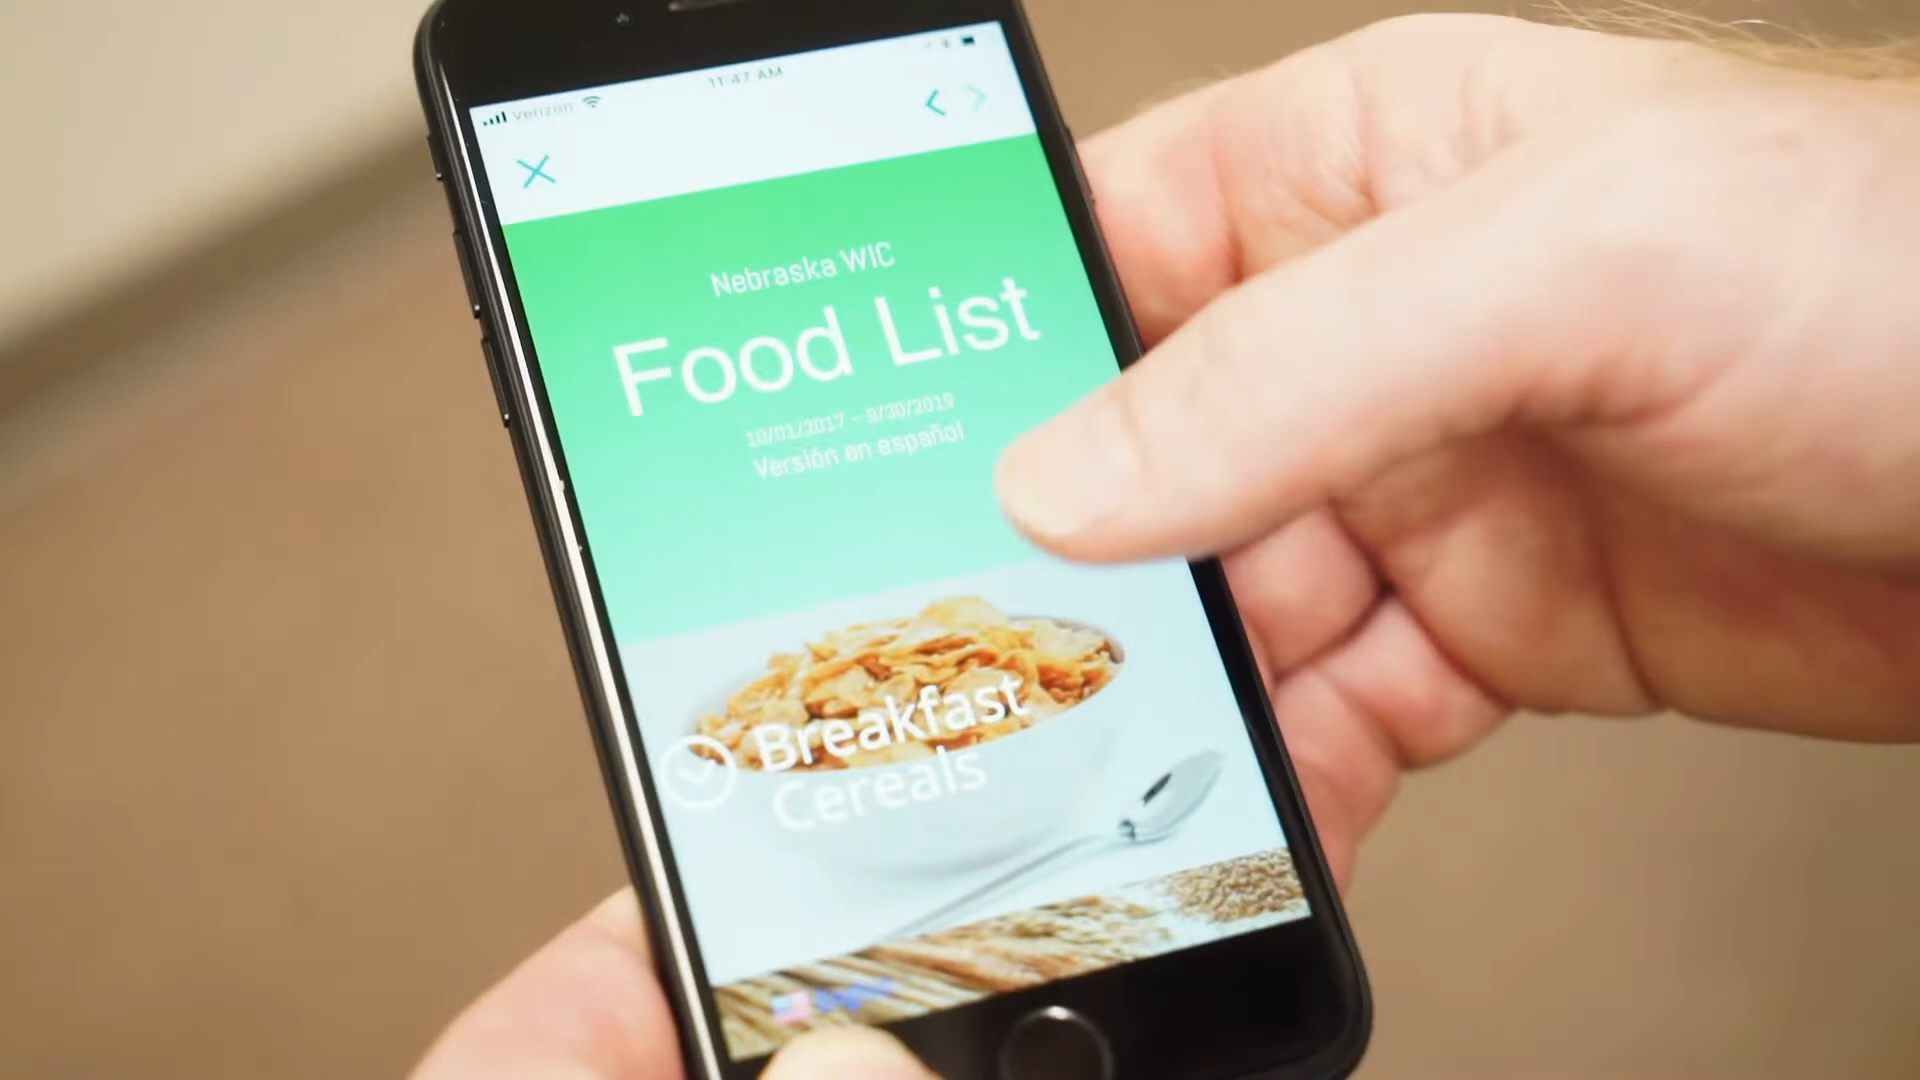 Verizon
11:47 AM
Nebraska WIC
Food List
10/01/2017 – 9/30/2019
Versión en español
Breakfast
Cereals
English